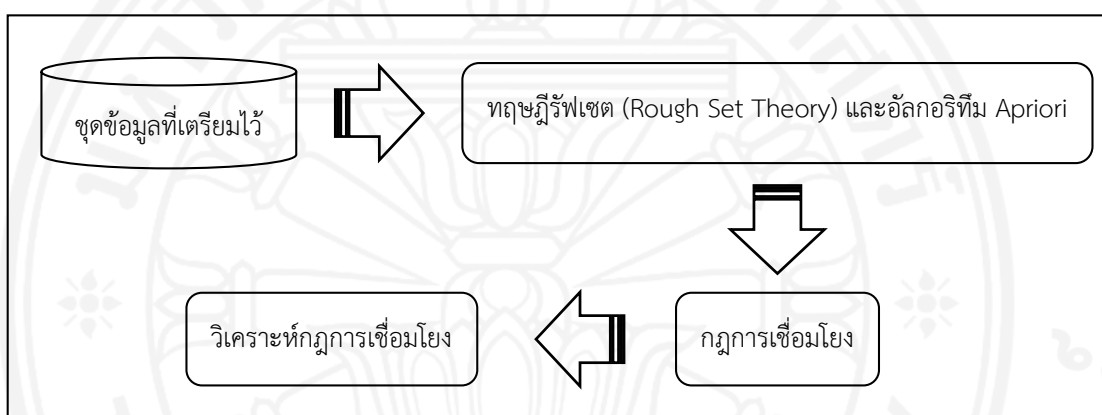 ชุดข้อมูลที่เตรียมไว้
ทฤษฎีรัฟเซต (Rough Set Theory) และอัลกอริทึม Apriori
วิเคราะห์กฎการเชื่อมโยง
กฎการเชื่อมโยง